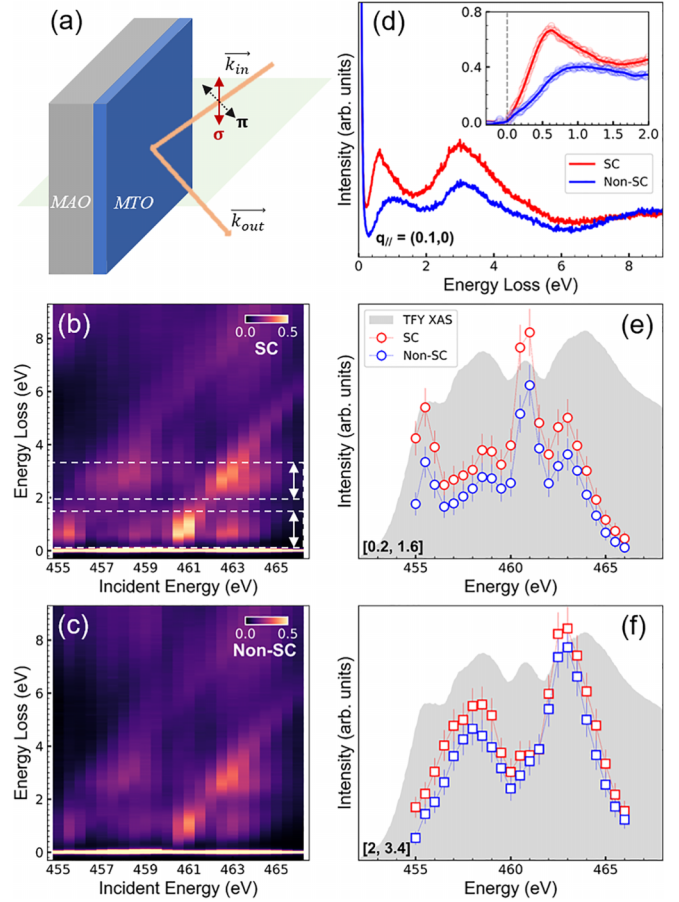 (a)
k_in
π
σ
MAO
MTO
k_out
(d)
Intensity (arb. units)
0.8
0.4
0.0
0.0 0.5 1.0 1.5 2.0
SC
Non-SC
q// = (0.1,0)
0 2 4 6 8
Energy Loss (eV)
(b)
0.0 0.5
SC
Energy Loss (eV)
8
6
4
2
0
455 457 459 461 463 465
Incident Energy (eV)
(e)
TFY XAS
SC
Non-SC
Intensity (arb. units)
[0.2, 1.6]
455 460 465
Energy (eV)
(c)
0.0 0.5
Non-SC
Energy Loss (eV)
8
6
4
2
0
455 457 459 461 463 465
Incident Energy (eV)
(f)
Intensity (arb. units)
[2, 3.4]
455 460 465
Energy (eV)